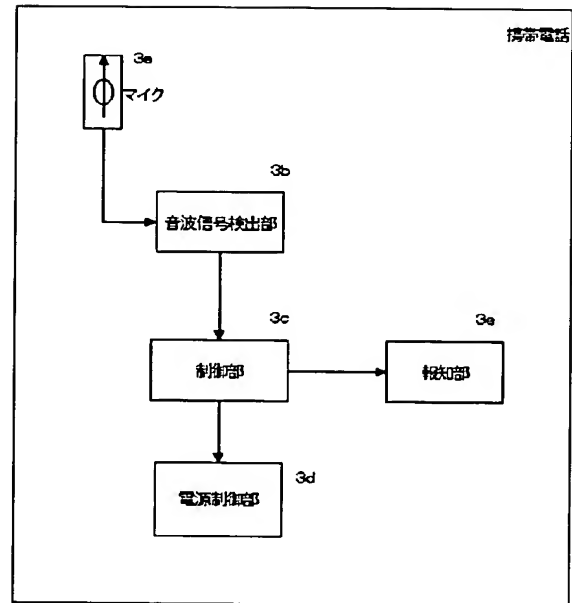 携帯電話
3a
マイク
3b
音波信号検出部
3c
制御部
3e
報知部
3d
電源制御部